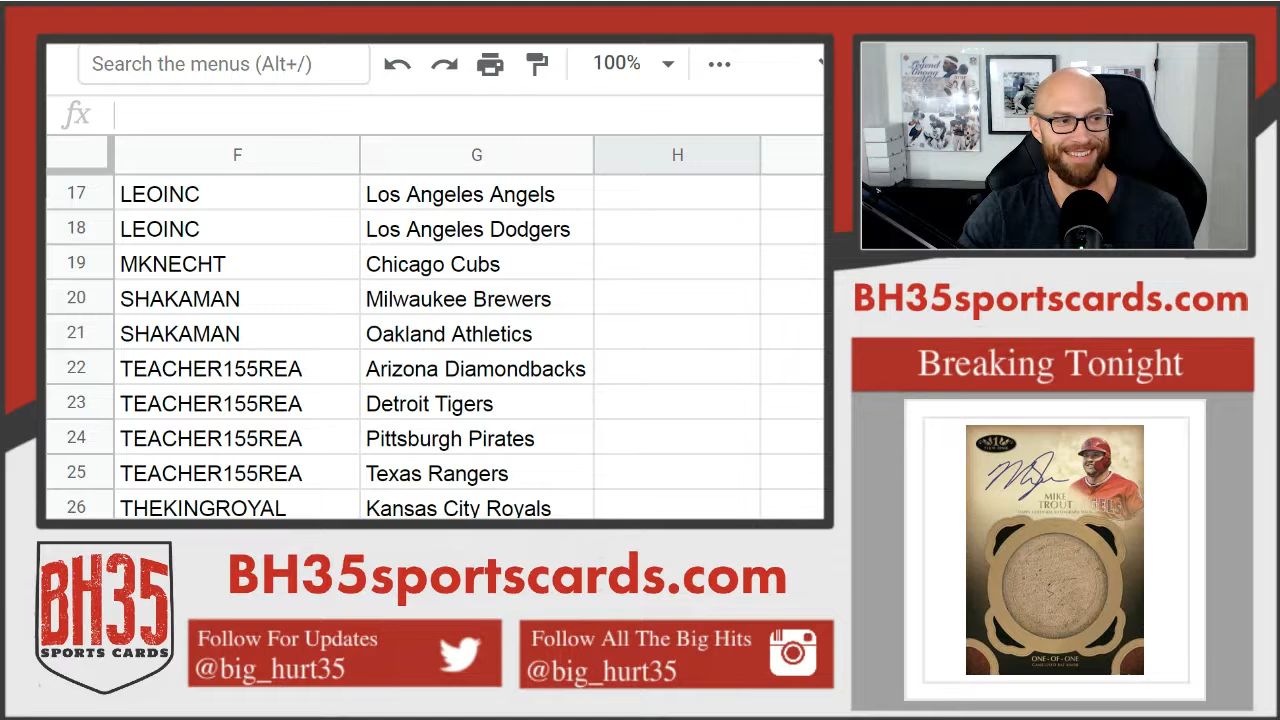 Search the menus (Alt+/)
100%
fx
F G H
17 LEOINC Los Angeles Angels
18 LEOINC Los Angeles Dodgers
19 MKNECHT Chicago Cubs
20 SHAKAMAN Milwaukee Brewers
21 SHAKAMAN Oakland Athletics
22 TEACHER155REA Arizona Diamondbacks
23 TEACHER155REA Detroit Tigers
24 TEACHER155REA Pittsburgh Pirates
25 TEACHER155REA Texas Rangers
26 THEKINGROYAL Kansas City Royals
BH35sportscards.com
Breaking Tonight
MIKE
TROUT
ONE-OF-ONE
BH35
SPORTS CARDS
BH35sportscards.com
Follow For Updates
@big_hurt35
Follow All The Big Hits
@big_hurt35